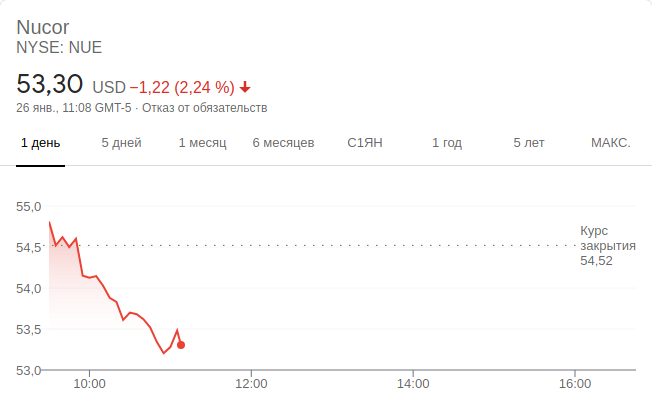 Nucor
NYSE: NUE
53,30 USD −1,22 (2,24 %)
26 янв., 11:08 GMT-5 · Отказ от обязательств
1 день 5 дней 1 месяц 6 месяцев С1ЯН 1 год 5 лет МАКС.
55,0
54,5
54,0
53,5
53,0
Курс
закрытия
54,52
10:00 12:00 14:00 16:00